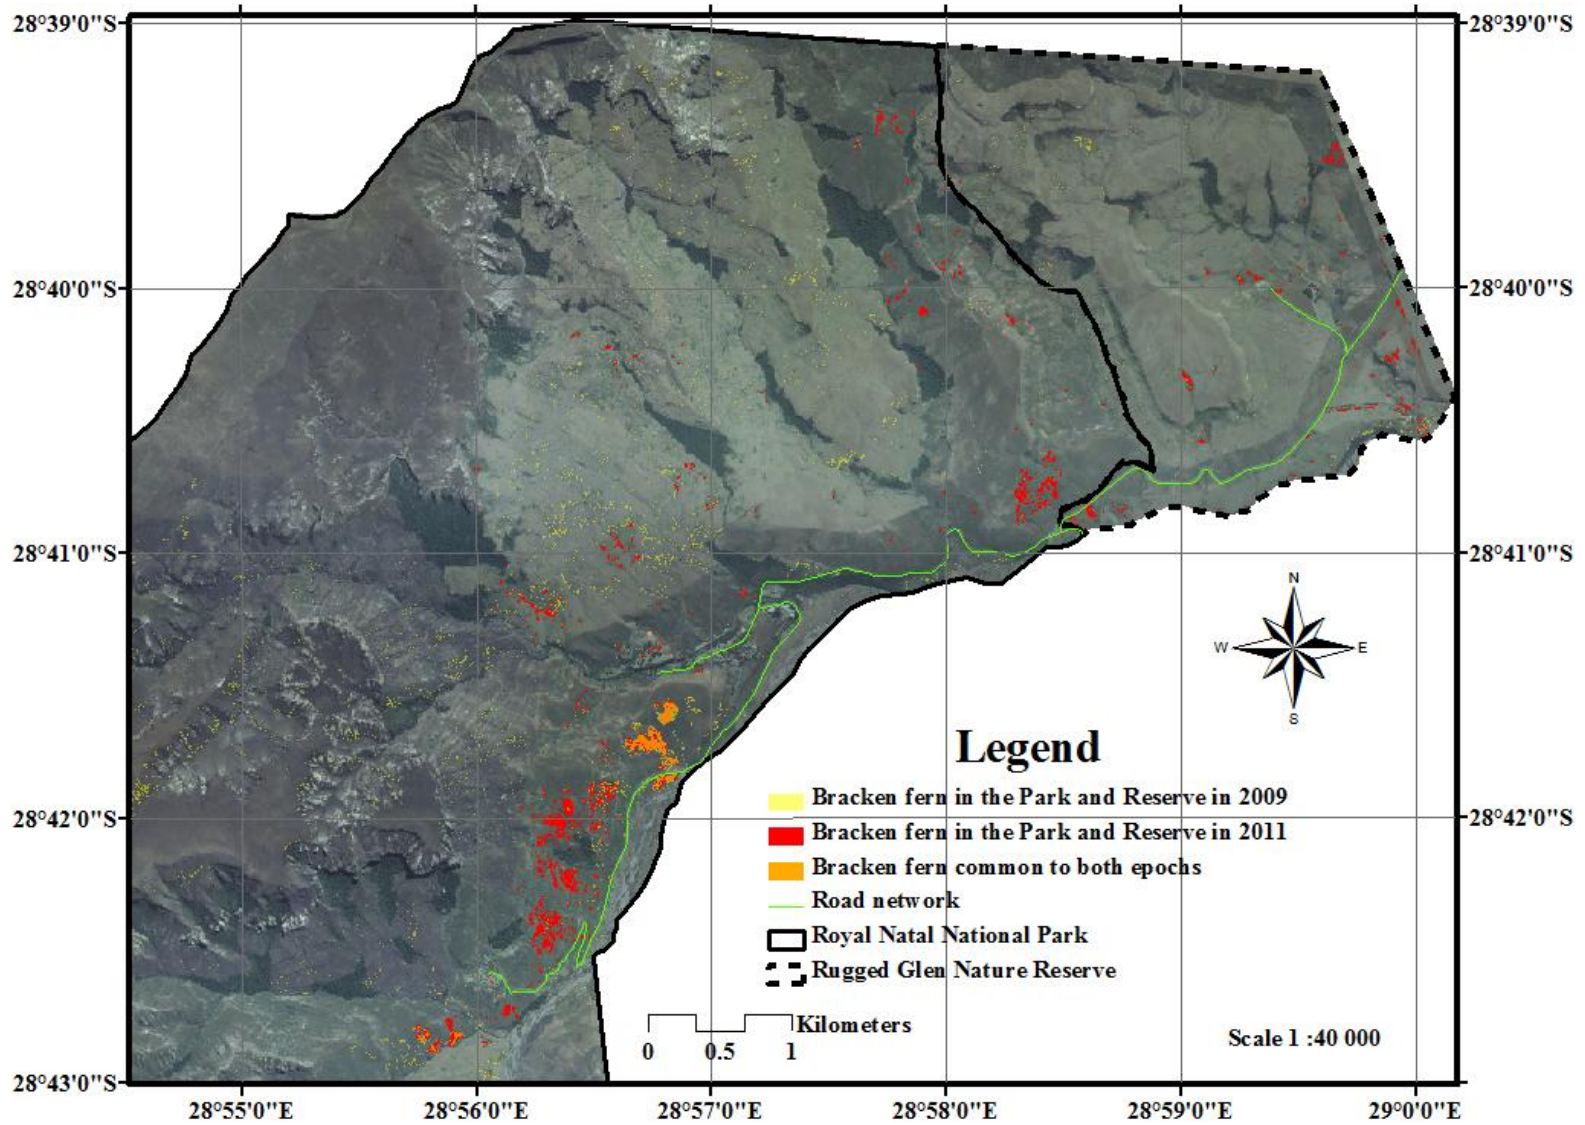 28°39'0"S
28°39'0"S
28°40'0"S
28°40'0"S
28°41'0"S
28°41'0"S
N
W
E
S
Legend
Bracken fern in the Park and Reserve in 2009
28°42'0"S
Bracken fern in the Park and Reserve in 2011
28°42'0"S
Bracken fern common to both epochs
Road network
Royal Natal National Park
Rugged Glen Nature Reserve
Kilometers
0 0.5 1
Scale 1 :40 000
28°43'0"S
28°43'0"S
28°55'0"E
28°56'0"E
28°57'0"E
28°58'0"E
28°59'0"E
29°0'0"E